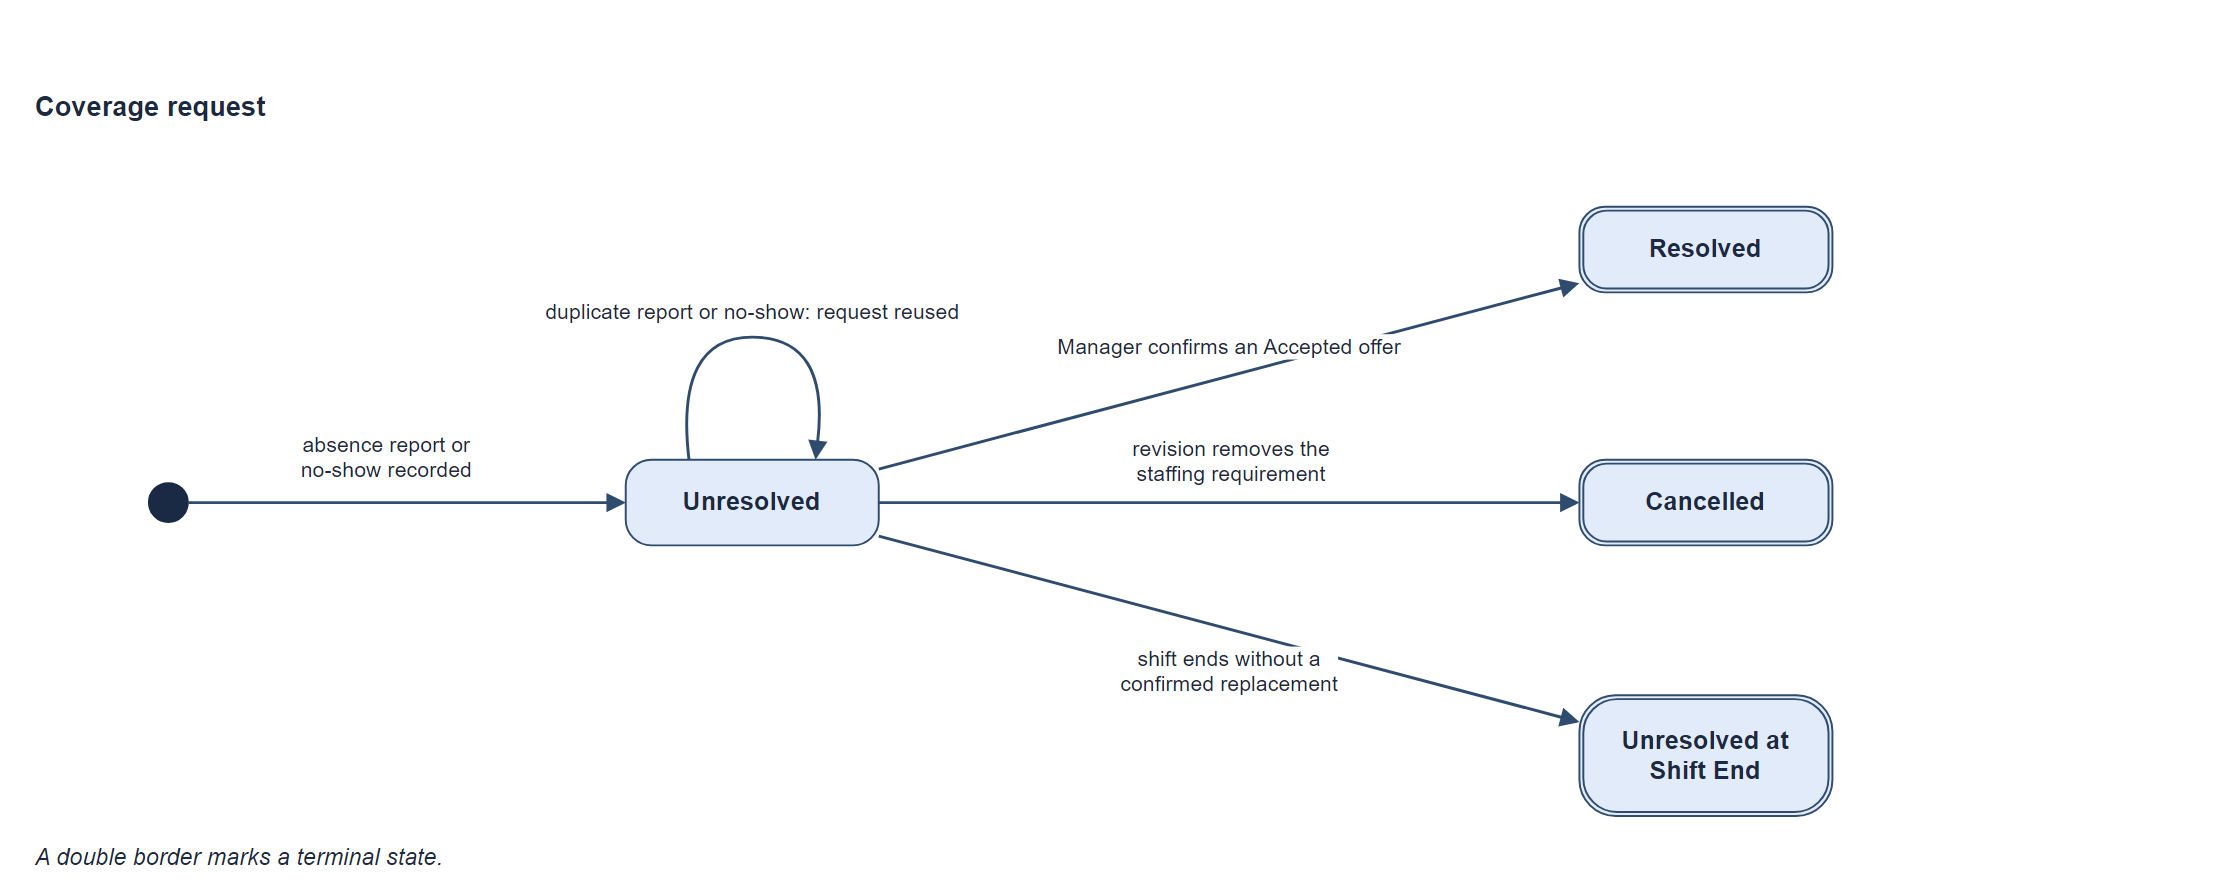 Coverage request
Resolved
duplicate report or no-show: request reused
Manager confirms an Accepted offer
absence report or
no-show recorded
revision removes the
staffing requirement
Unresolved
Cancelled
shift ends without a
confirmed replacement
Unresolved at
Shift End
A double border marks a terminal state.